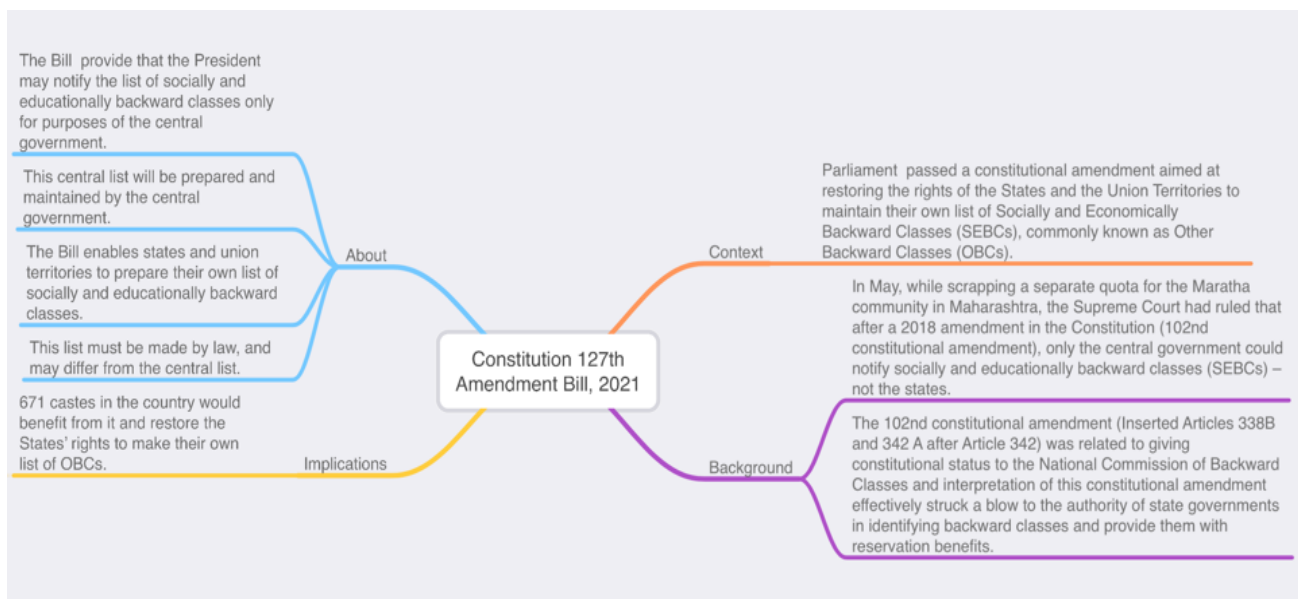 The Bill  provide that the President
may notify the list of socially and
educationally backward classes only
for purposes of the central
government.
This central list will be prepared and
maintained by the central
government.
The Bill enables states and union
territories to prepare their own list of
socially and educationally backward
classes.
This list must be made by law, and
may differ from the central list.
About
671 castes in the country would
benefit from it and restore the
States' rights to make their own
list of OBCs.
Implications
Constitution 127th
Amendment Bill, 2021
Context
Parliament  passed a constitutional amendment aimed at
restoring the rights of the States and the Union Territories to
maintain their own list of Socially and Economically
Backward Classes (SEBCs), commonly known as Other
Backward Classes (OBCs).
Background
In May, while scrapping a separate quota for the Maratha
community in Maharashtra, the Supreme Court had ruled that
after a 2018 amendment in the Constitution (102nd
constitutional amendment), only the central government could
notify socially and educationally backward classes (SEBCs) –
not the states.
The 102nd constitutional amendment (Inserted Articles 338B
and 342 A after Article 342) was related to giving
constitutional status to the National Commission of Backward
Classes and interpretation of this constitutional amendment
effectively struck a blow to the authority of state governments
in identifying backward classes and provide them with
reservation benefits.